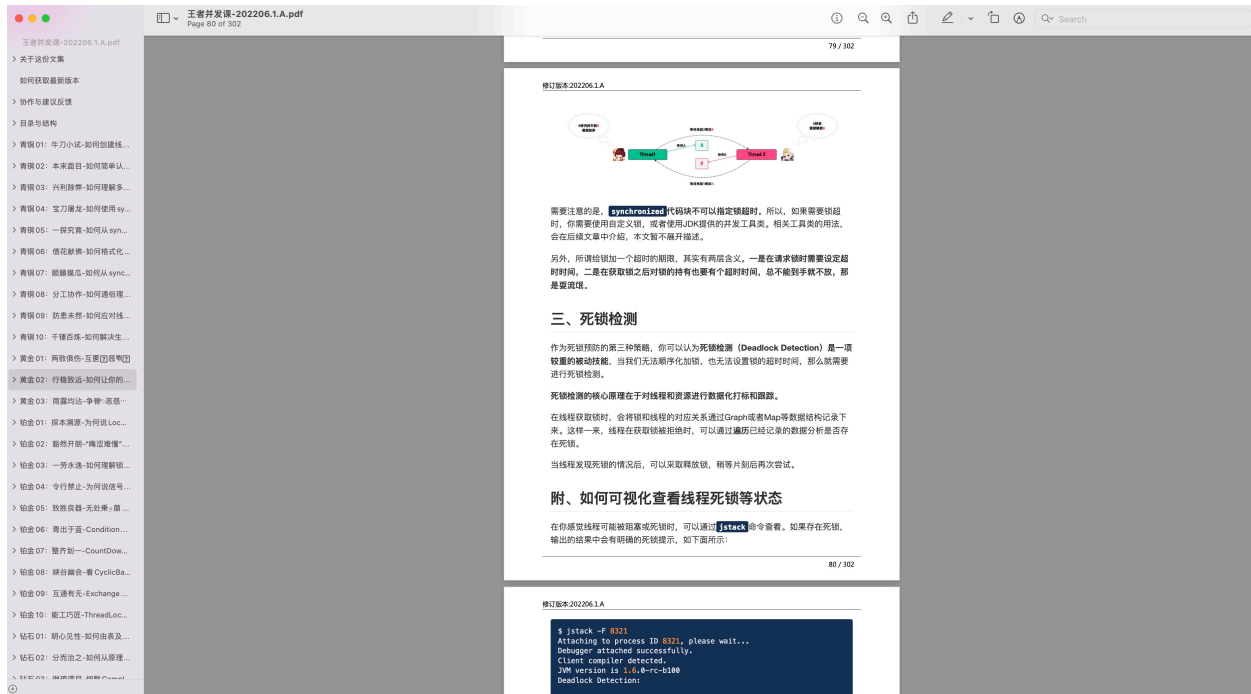 王者并发课-202206.1.A.pdf
Page 80 of 302
Search
王者并发课-202206.1.A.pdf
关于这份文集
如何获取最新版本
协作与建议反馈
目录与结构
青铜01：牛刀小试-如何创建线...
青铜02：本来面目-如何简单认...
青铜03：兴利除弊-如何理解多...
青铜04：宝刀屠龙-如何使用sy...
青铜05：一探究竟-如何从syn...
青铜06：借花献佛-如何格式化...
青铜07：顺藤摸瓜-如何从sync...
青铜08：分工协作-如何通俗理...
青铜09：防患未然-如何应对线...
青铜10：千锤百炼-如何解决生...
黄金01：两败俱伤-互更
黄金02：行稳致远-如何让你的...
黄金03：雨露均沾-
铂金01：探本溯源-为何说Loc...
铂金02：豁然开朗-“晦涩难懂”...
铂金03：一劳永逸-如何理解锁...
铂金04：令行禁止-为何说信号...
铂金05：致胜良器-无处
铂金06：青出于蓝-Condition...
铂金07：整齐划一-CountDow...
铂金08：峡谷幽会-看CyclicBa...
铂金09：互通有无-Exchange...
铂金10：能工巧匠-ThreadLoc...
钻石01：明心见性-如何由表及...
钻石02：分而治之-如何从原理...
79 / 302
修订版本:202206.1.A
A
B
需要注意的是，synchronized代码块不可以指定锁超时。所以，如果需要锁超
时，你需要使用自定义锁，或者使用JDK提供的并发工具类。相关工具类的用法，
会在后续文章中介绍，本文暂不展开描述。
另外，所谓给锁加一个超时的期限，其实有两层含义。一是在请求锁时需要设定超
时时间，二是在获取锁之后对锁的持有也要有个超时时间，总不能到手就不放，那
是耍流氓。
三、死锁检测
作为死锁预防的第三种策略，你可以认为死锁检测（Deadlock Detection）是一项
较重的被动技能，当我们无法顺序化加锁，也无法设置锁的超时时间，那么就需要
进行死锁检测。
死锁检测的核心原理在于对线程和资源进行数据化打标和跟踪。
在线程获取锁时，会将锁和线程的对应关系通过Graph或者Map等数据结构记录下
来。这样一来，线程在获取锁被拒绝时，可以通过遍历已经记录的数据分析是否存
在死锁。
当线程发现死锁的情况后，可以采取释放锁，稍等片刻后再次尝试。
附、如何可视化查看线程死锁等状态
在你感觉线程可能被阻塞或死锁时，可以通过jstack命令查看。如果存在死锁，
输出的结果中会有明确的死锁提示，如下面所示：
80 / 302
修订版本:202206.1.A
$ jstack -F 8321
Attaching to process ID 8321, please wait...
Debugger attached successfully.
Client compiler detected.
JVM version is 1.6.0-rc-b100
Deadlock Detection: